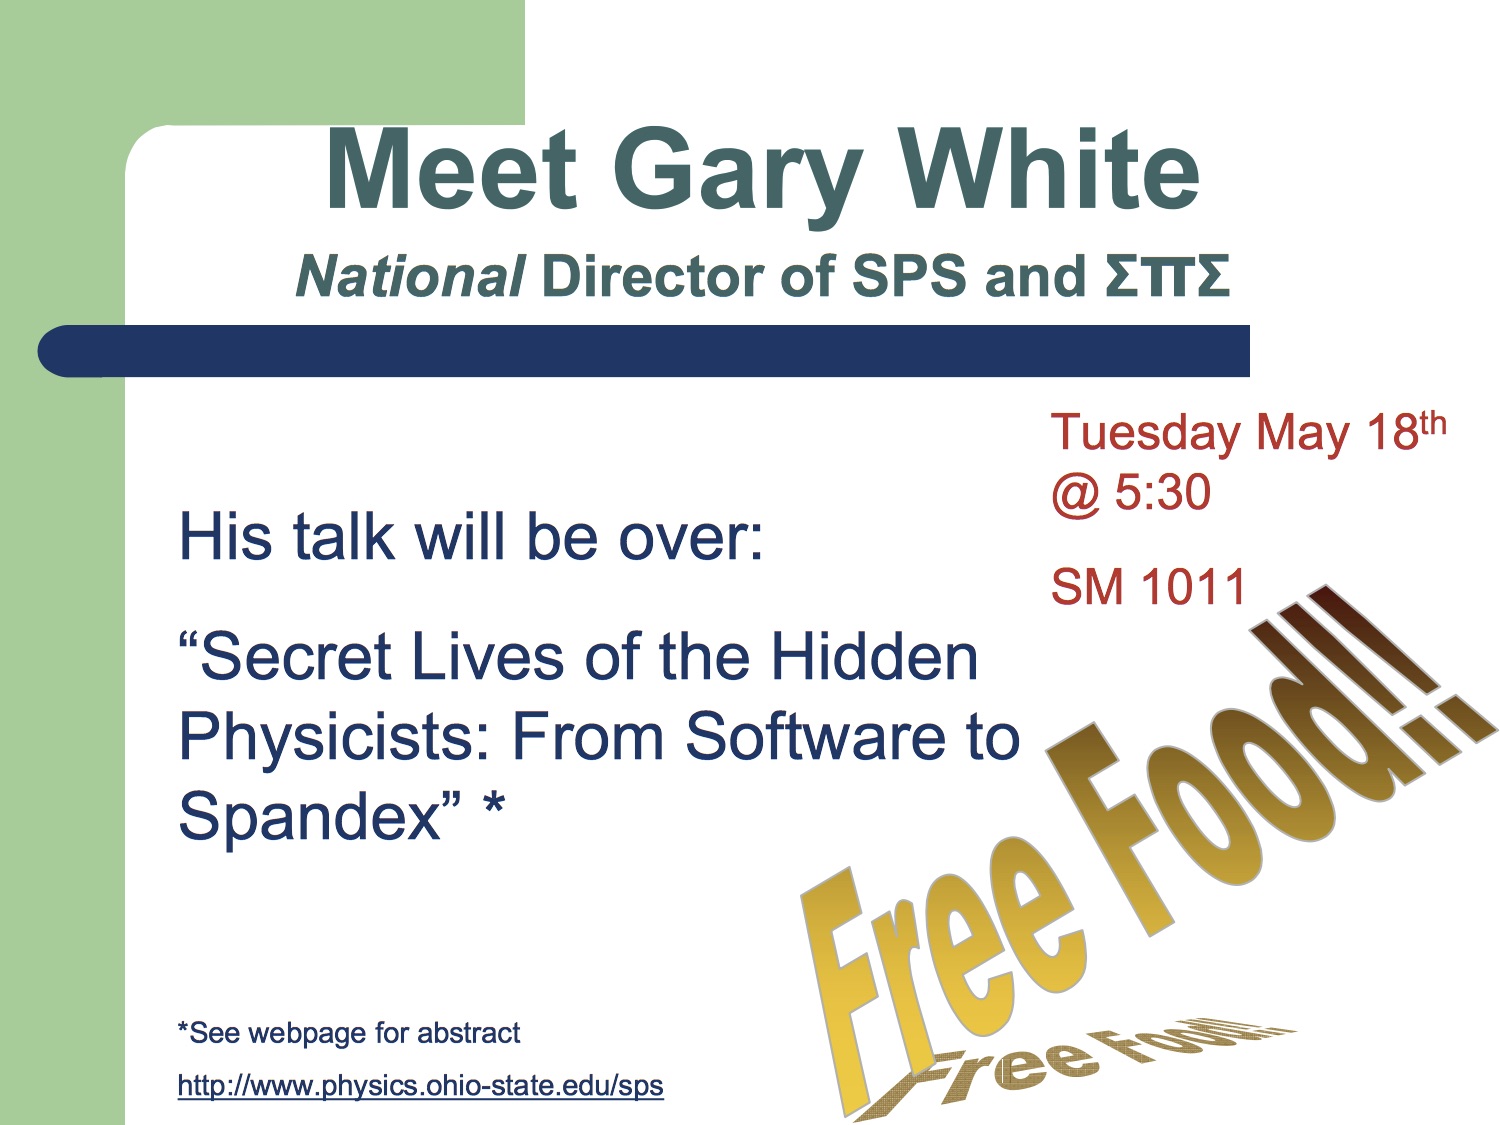 Meet Gary White
National Director of SPS and ΣπΣ
Tuesday May 18th
@ 5:30
SM 1011
His talk will be over:
“Secret Lives of the Hidden
Physicists: From Software to
Spandex” *
Free Food!!
*See webpage for abstract
http://www.physics.ohio-state.edu/sps